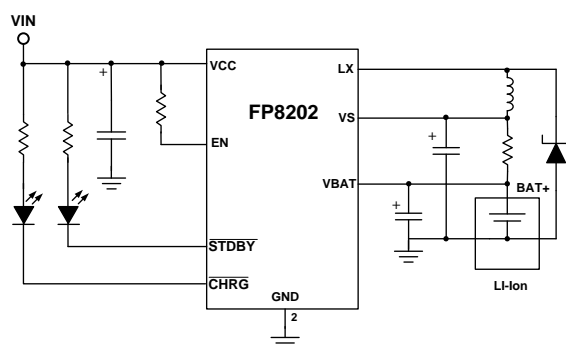 VIN
VCC
LX
FP8202
VS
EN
VBAT
BAT+
STDBY
CHRG
GND
2
LI-Ion
+
+
+